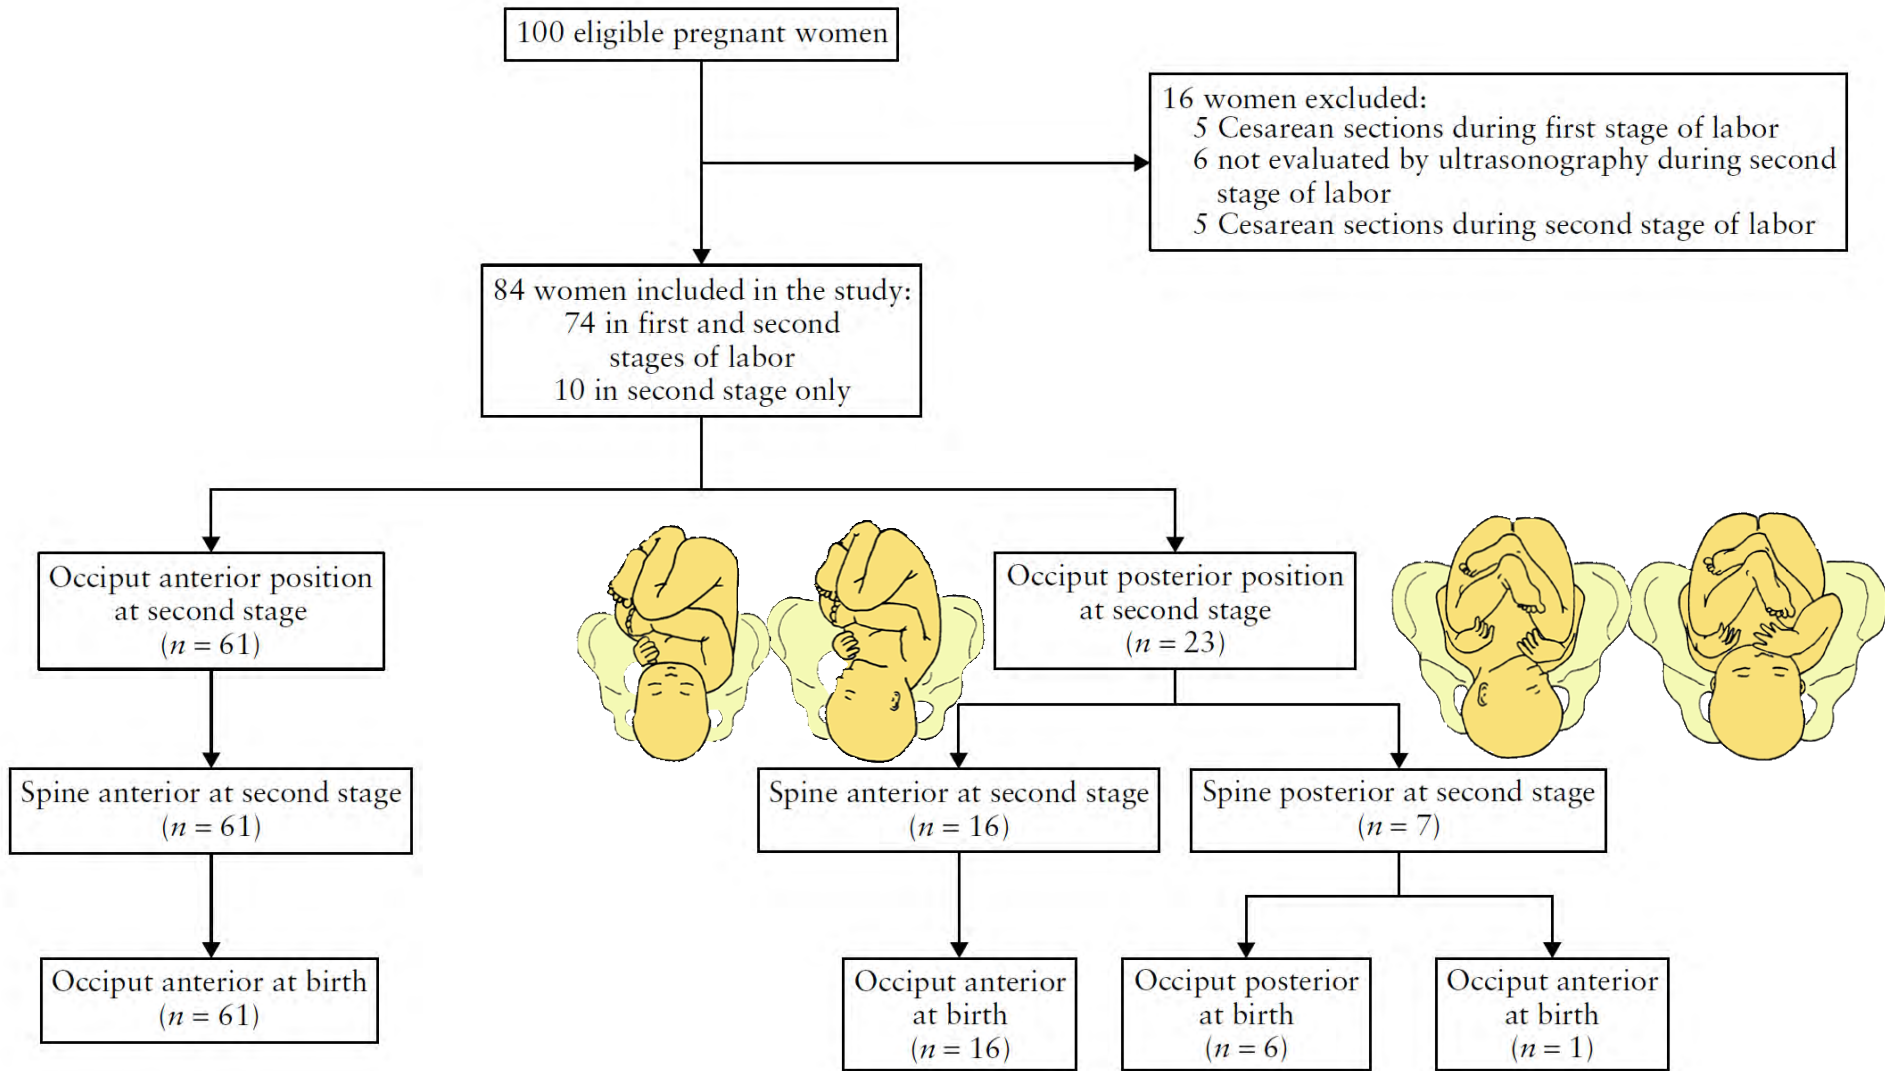 100 eligible pregnant women
16 women excluded:
5 Cesarean sections during first stage of labor
6 not evaluated by ultrasonography during second
stage of labor
5 Cesarean sections during second stage of labor
84 women included in the study:
74 in first and second
stages of labor
10 in second stage only
Occiput anterior position
at second stage
(n = 61)
Occiput posterior position
at second stage
(n = 23)
Spine anterior at second stage
(n = 61)
Spine anterior at second stage
(n = 16)
Spine posterior at second stage
(n = 7)
Occiput anterior at birth
(n = 61)
Occiput anterior
at birth
(n = 16)
Occiput posterior
at birth
(n = 6)
Occiput anterior
at birth
(n = 1)